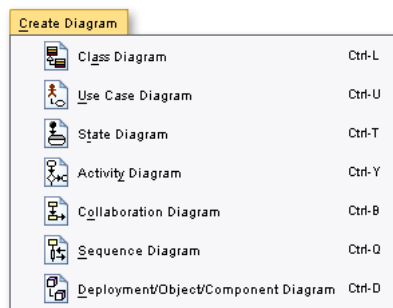 Create Diagram
Class Diagram Ctrl-L
Use Case Diagram Ctrl-U
State Diagram Ctrl-T
Activity Diagram Ctrl-Y
Collaboration Diagram Ctrl-B
Sequence Diagram Ctrl-Q
Deployment/Object/Component Diagram Ctrl-D